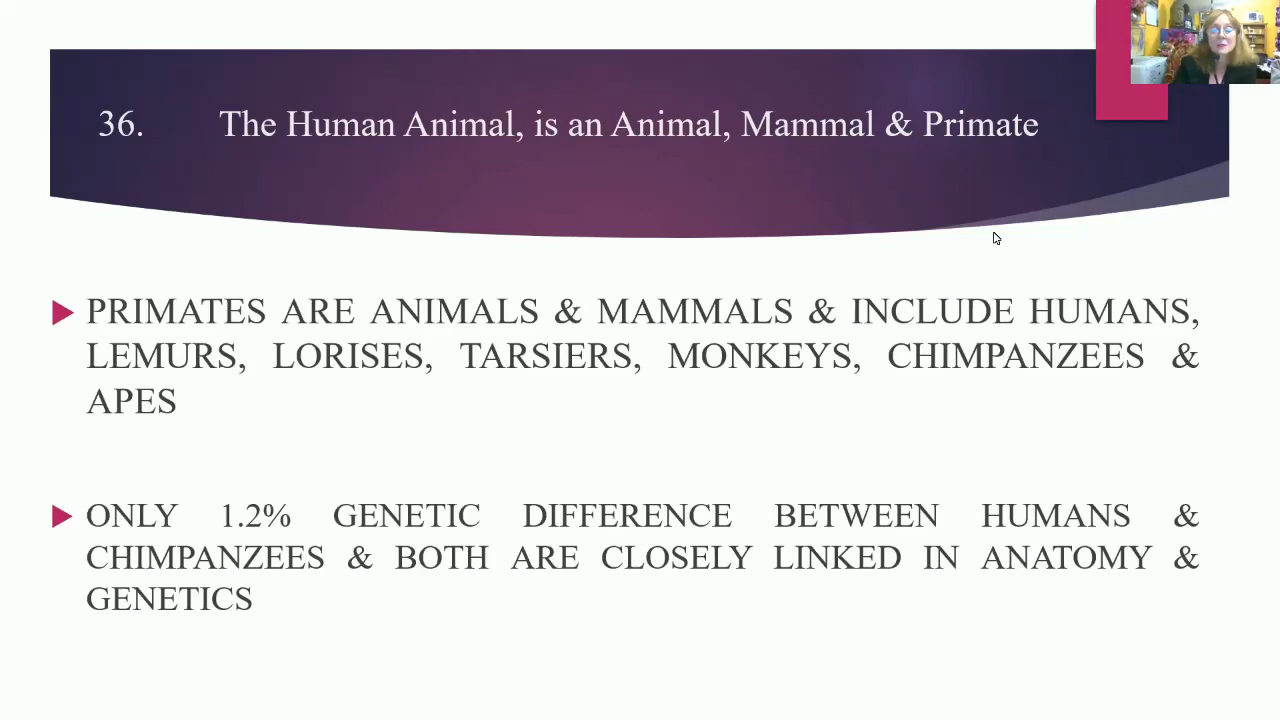 36. The Human Animal, is an Animal, Mammal & Primate
PRIMATES ARE ANIMALS & MAMMALS & INCLUDE HUMANS,
LEMURS, LORISES, TARSIERS, MONKEYS, CHIMPANZEES &
APES
ONLY 1.2% GENETIC DIFFERENCE BETWEEN HUMANS &
CHIMPANZEES & BOTH ARE CLOSELY LINKED IN ANATOMY &
GENETICS